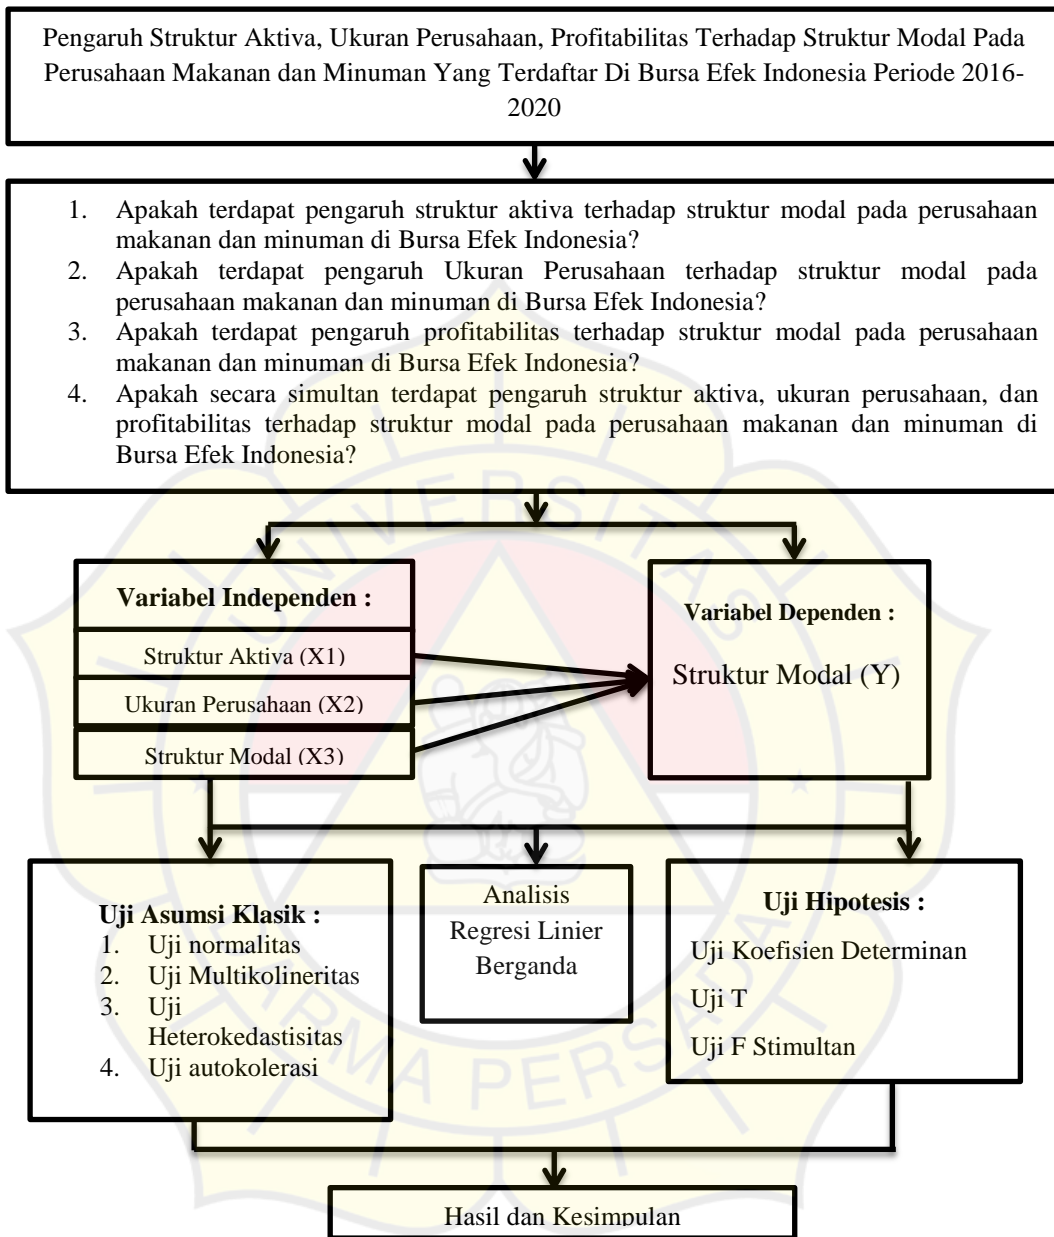 Pengaruh Struktur Aktiva, Ukuran Perusahaan, Profitabilitas Terhadap Struktur Modal Pada
Perusahaan Makanan dan Minuman Yang Terdaftar Di Bursa Efek Indonesia Periode 2016-
2020
1. Apakah terdapat pengaruh struktur aktiva terhadap struktur modal pada perusahaan
makanan dan minuman di Bursa Efek Indonesia?
2. Apakah terdapat pengaruh Ukuran Perusahaan terhadap struktur modal pada
perusahaan makanan dan minuman di Bursa Efek Indonesia?
3. Apakah terdapat pengaruh profitabilitas terhadap struktur modal pada perusahaan
makanan dan minuman di Bursa Efek Indonesia?
4. Apakah secara simultan terdapat pengaruh struktur aktiva, ukuran perusahaan, dan
profitabilitas terhadap struktur modal pada perusahaan makanan dan minuman di
Bursa Efek Indonesia?
UNIVERSITAS
Variabel Independen :
Struktur Aktiva (X1)
Ukuran Perusahaan (X2)
Struktur Modal (X3)
Variabel Dependen :
Struktur Modal (Y)
Uji Asumsi Klasik :
1. Uji normalitas
2. Uji Multikolineritas
3. Uji
Heterokedastisitas
4. Uji autokolerasi
Analisis
Regresi Linier
Berganda
Uji Hipotesis :
Uji Koefisien Determinan
Uji T
Uji F Stimultan
DARMA PERSADA
Hasil dan Kesimpulan